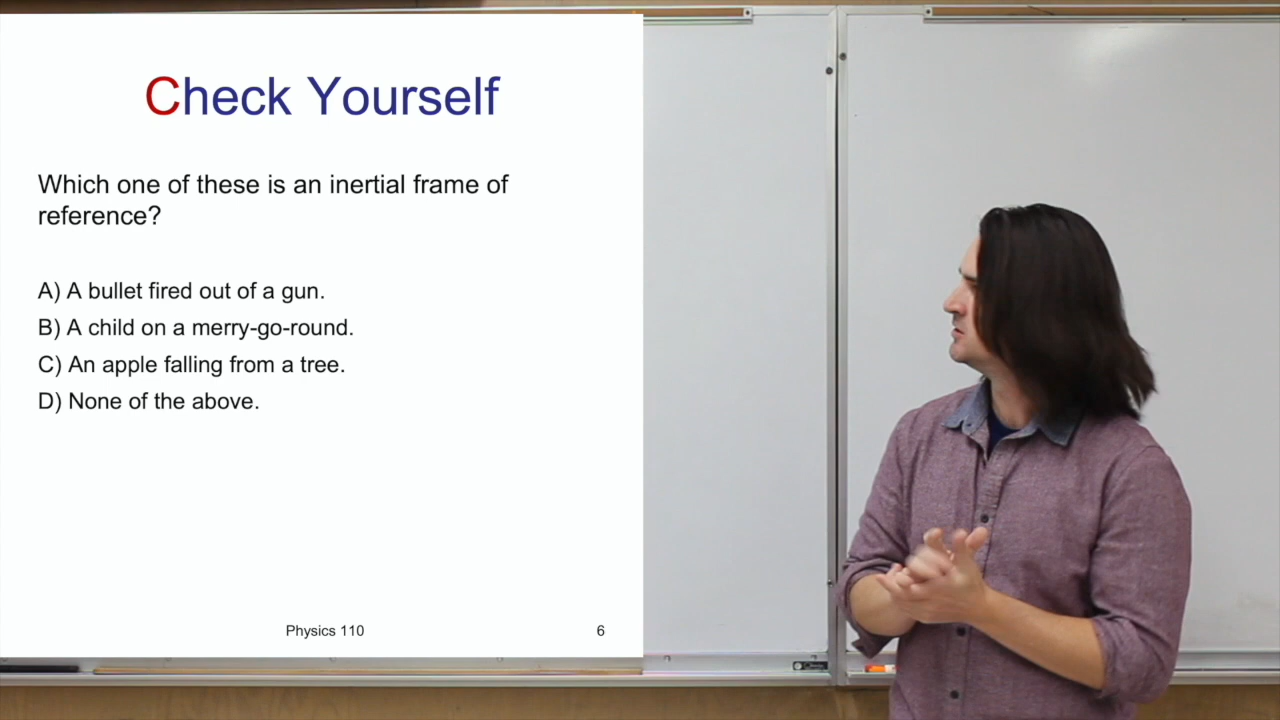 Check Yourself
Which one of these is an inertial frame of
reference?
A) A bullet fired out of a gun.
B) A child on a merry-go-round.
C) An apple falling from a tree.
D) None of the above.
Physics 110
6